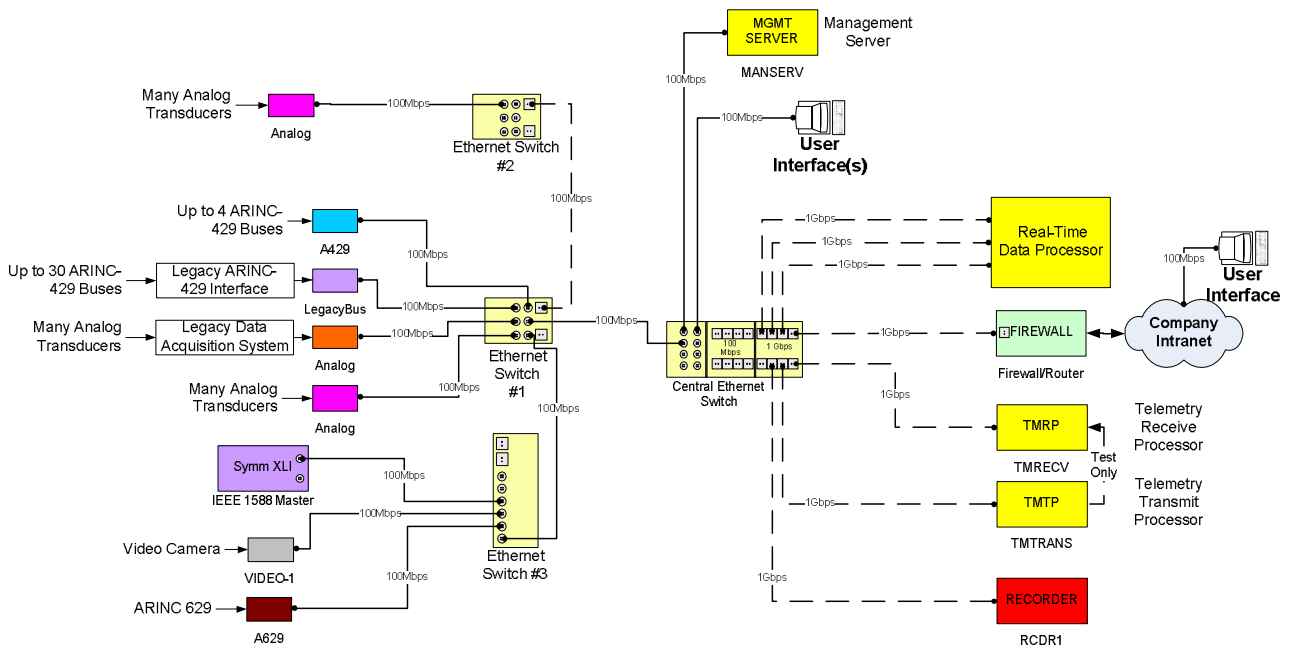 MGMT
SERVER
Management
Server
MANSERV
100Mbps
100Mbps
User
Interface(s)
Many Analog
Transducers
Analog
100Mbps
Ethernet Switch
#2
100Mbps
Up to 4 ARINC-
429 Buses
A429
100Mbps
Up to 30 ARINC-
429 Buses
Legacy ARINC-
429 Interface
LegacyBus
100Mbps
Many Analog
Transducers
Legacy Data
Acquisition System
Analog
100Mbps
Ethernet
Switch
#1
100Mbps
Many Analog
Transducers
Analog
100Mbps
100Mbps
Symm XLI
IEEE 1588 Master
100Mbps
Video Camera
VIDEO-1
100Mbps
ARINC 629
A629
100Mbps
Ethernet
Switch #3
100
Mbps
1 Gbps
Central Ethernet
Switch
1Gbps
1Gbps
1Gbps
Real-Time
Data Processor
1Gbps
FIREWALL
Firewall/Router
Company
Intranet
100Mbps
User
Interface
1Gbps
TMRP
TMRECV
Telemetry
Receive
Processor
Test
Only
1Gbps
TMTP
TMTRANS
Telemetry
Transmit
Processor
1Gbps
RECORDER
RCDR1